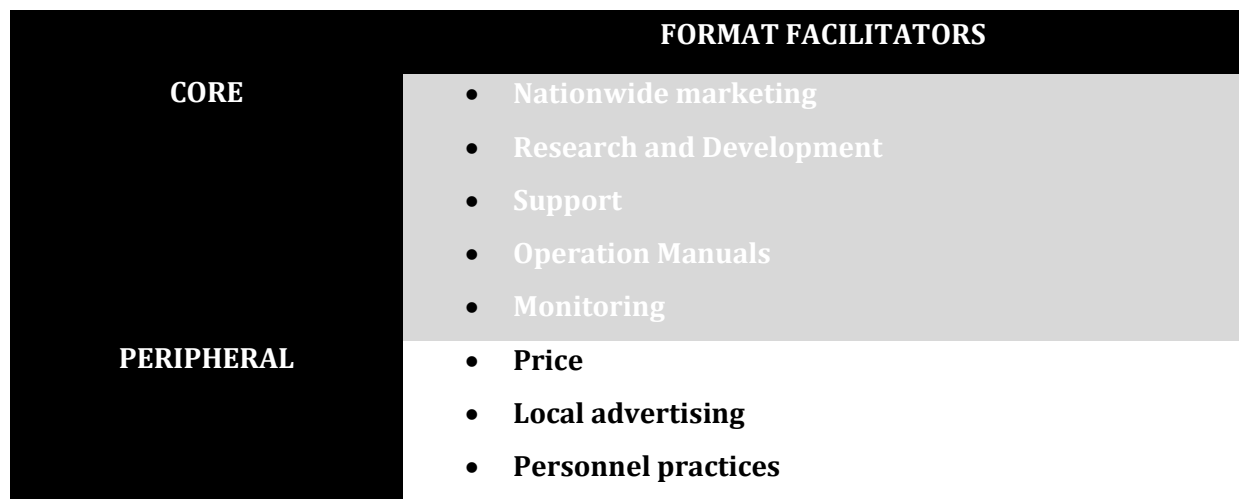 FORMAT FACILITATORS
CORE
• Nationwide marketing
• Research and Development
• Support
• Operation Manuals
• Monitoring
PERIPHERAL
• Price
• Local advertising
• Personnel practices